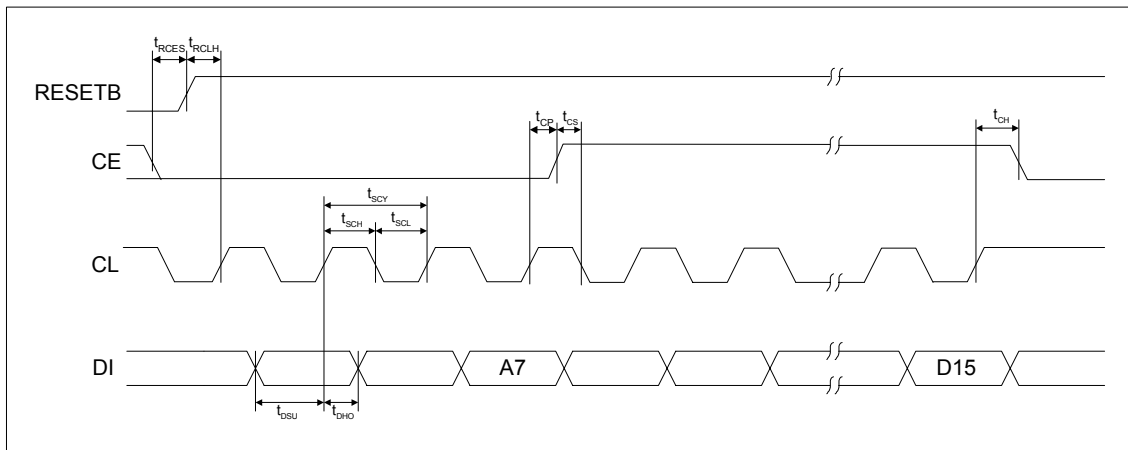 tRCES tRCLH
RESETB
tCP tCS tCH
CE
tSCY
tSCH tSCL
CL
DI A7 D15
tDSU tDHO